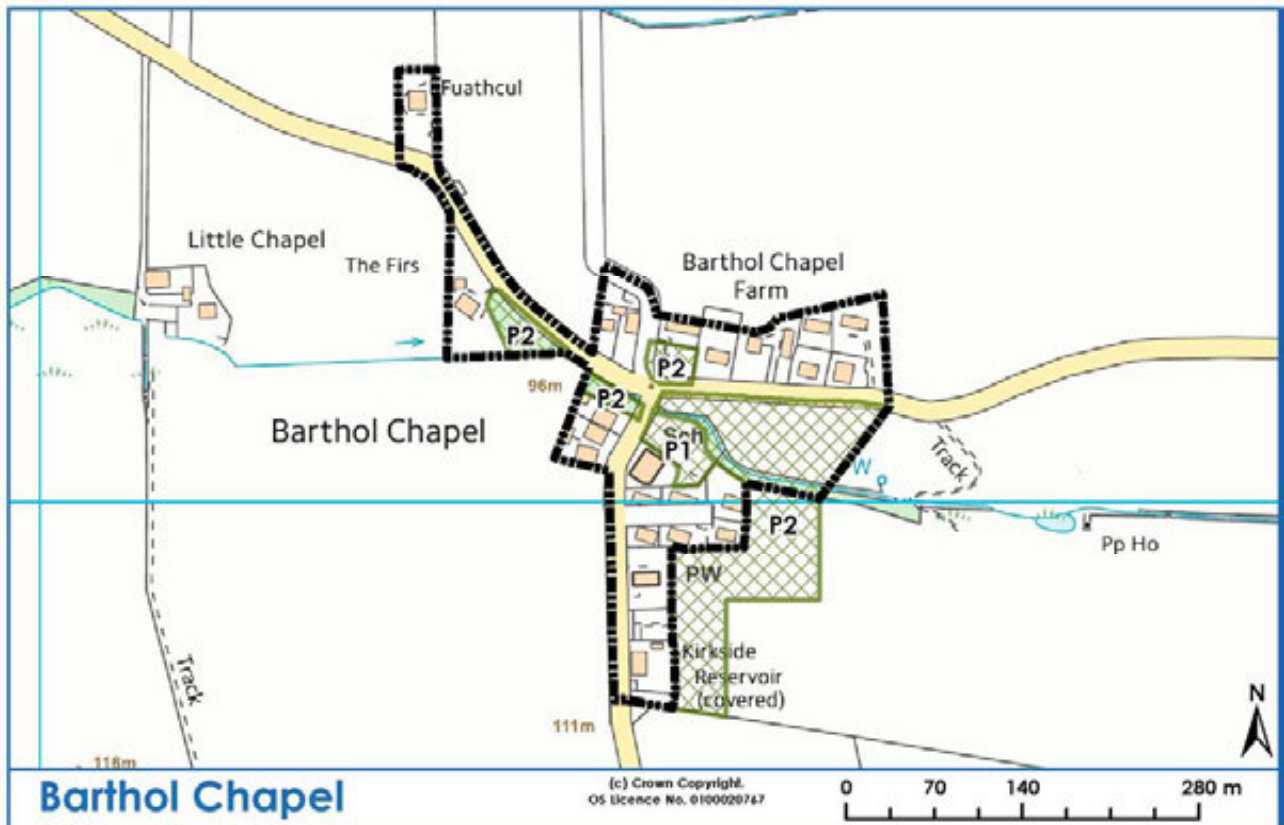 Fuathcul
Little Chapel
The Firs
Barthol Chapel
Farm
P2
P2
96m
P2
Barthol Chapel
Sch
P1
Track
W
P2
Pp Ho
PW
Track
Kirkside
Reservoir
(covered)
111m
116m
N
Barthol Chapel
(c) Crown Copyright.
OS Licence No. 0100020767
0 70 140 280 m